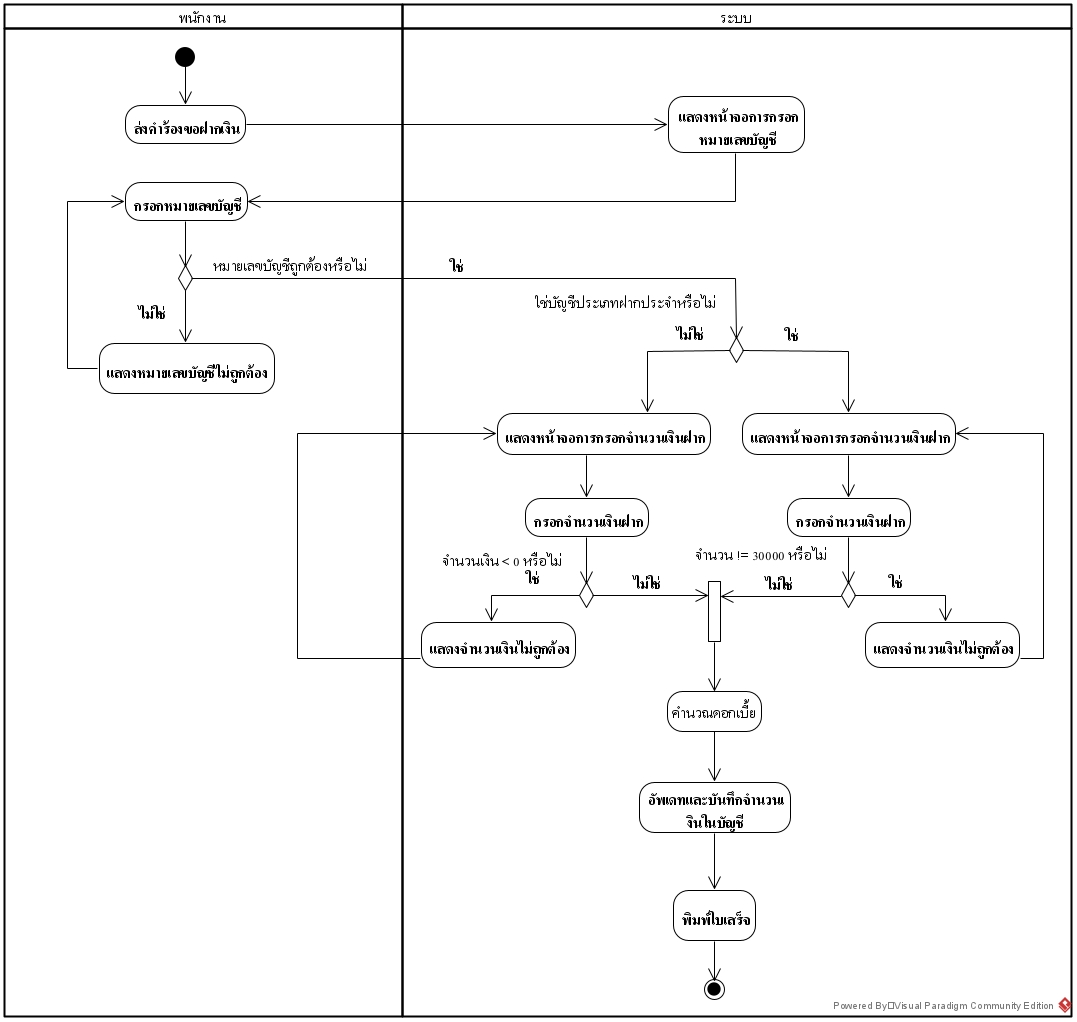 พนักงาน
ระบบ
ส่งคำร้องขอฝากเงิน
แสดงหน้าจอการกรอก
หมายเลขบัญชี
กรอกหมายเลขบัญชี
หมายเลขบัญชีถูกต้องหรือไม่
ใช่
ไม่ใช่
แสดงหมายเลขบัญชีไม่ถูกต้อง
ใช่บัญชีประเภทฝากประจำหรือไม่
ไม่ใช่
ใช่
แสดงหน้าจอการกรอกจำนวนเงินฝาก
แสดงหน้าจอการกรอกจำนวนเงินฝาก
กรอกจำนวนเงินฝาก
กรอกจำนวนเงินฝาก
จำนวนเงิน < 0 หรือไม่
จำนวน != 30000 หรือไม่
ใช่
ไม่ใช่
ไม่ใช่
ใช่
แสดงจำนวนเงินไม่ถูกต้อง
แสดงจำนวนเงินไม่ถูกต้อง
คำนวณดอกเบี้ย
อัพเดทและบันทึกจำนวนเ
งินในบัญชี
พิมพ์ใบเสร็จ
Powered By□Visual Paradigm Community Edition